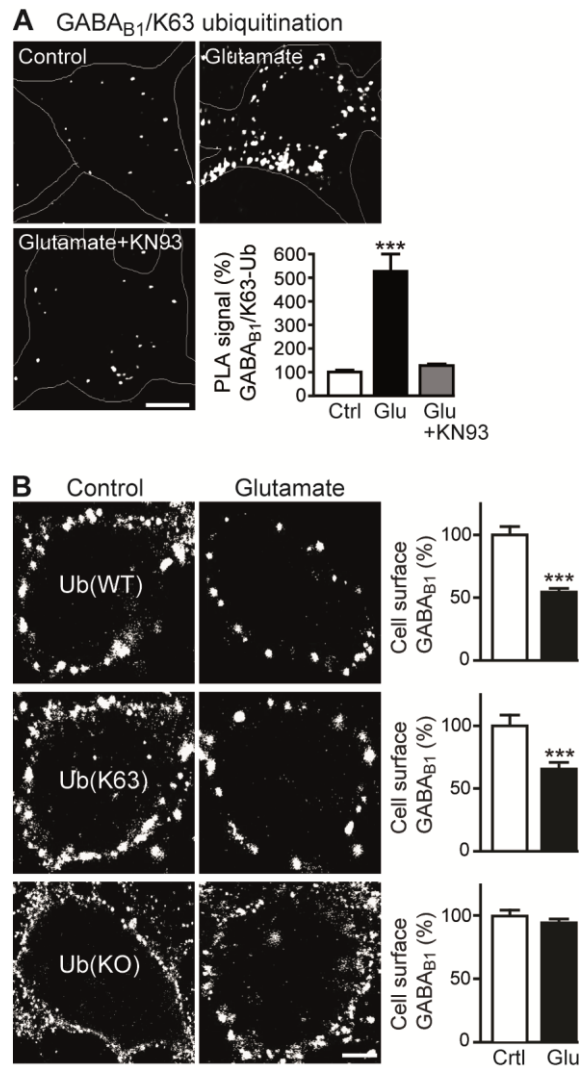 A GABAB1/K63 ubiquitination
Control
Glutamate
Glutamate+KN93
PLA signal (%)
GABAB1/K63-Ub
600
500
400
300
200
100
0
***
Ctrl Glu Glu
+KN93
B Control Glutamate
Ub(WT)
Cell surface
GABAB1 (%)
100
50
0
***
Ub(K63)
Cell surface
GABAB1 (%)
100
50
0
***
Ub(KO)
Cell surface
GABAB1 (%)
100
50
0
Crtl Glu